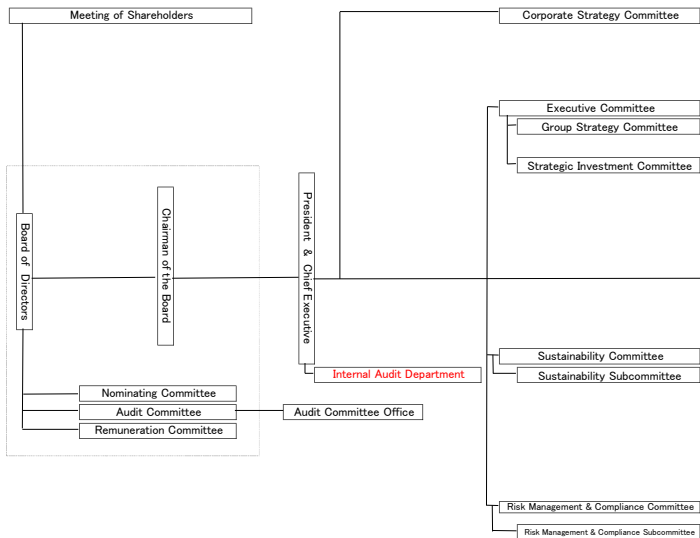 Meeting of Shareholders
Corporate Strategy Committee
Executive Committee
Group Strategy Committee
Strategic Investment Committee
Board of Directors
Chairman of the Board
President & Chief Executive
Internal Audit Department
Sustainability Committee
Sustainability Subcommittee
Nominating Committee
Audit Committee
Audit Committee Office
Remuneration Committee
Risk Management & Compliance Committee
Risk Management & Compliance Subcommittee